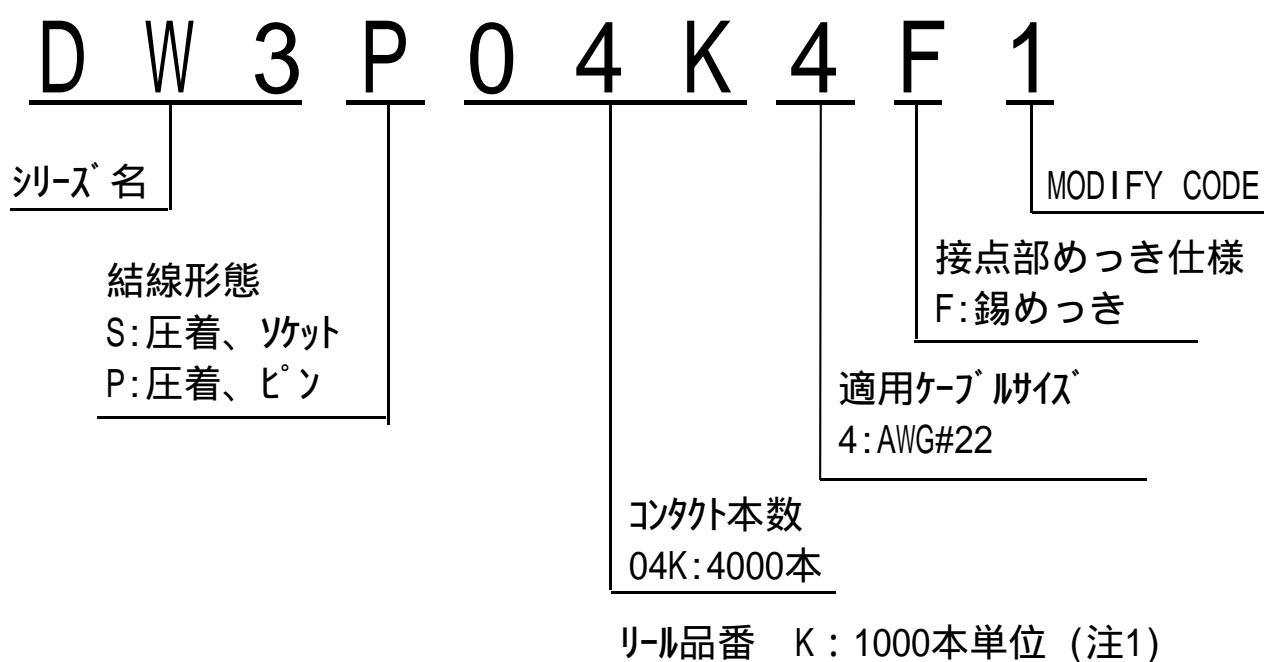 D W 3 P 0 4 K 4 F 1
ｼﾘｰｽﾞ名
MODIFY CODE
結線形態
S:圧着、ｿｹｯﾄ
P:圧着、ﾋﾟﾝ
接点部めっき仕様
F:錫めっき
適用ｹｰﾌﾞﾙｻｲｽﾞ
4:AWG#22
ｺﾝﾀｸﾄ本数
04K:4000本
ﾘｰﾙ品番　K：1000本単位 (注1)